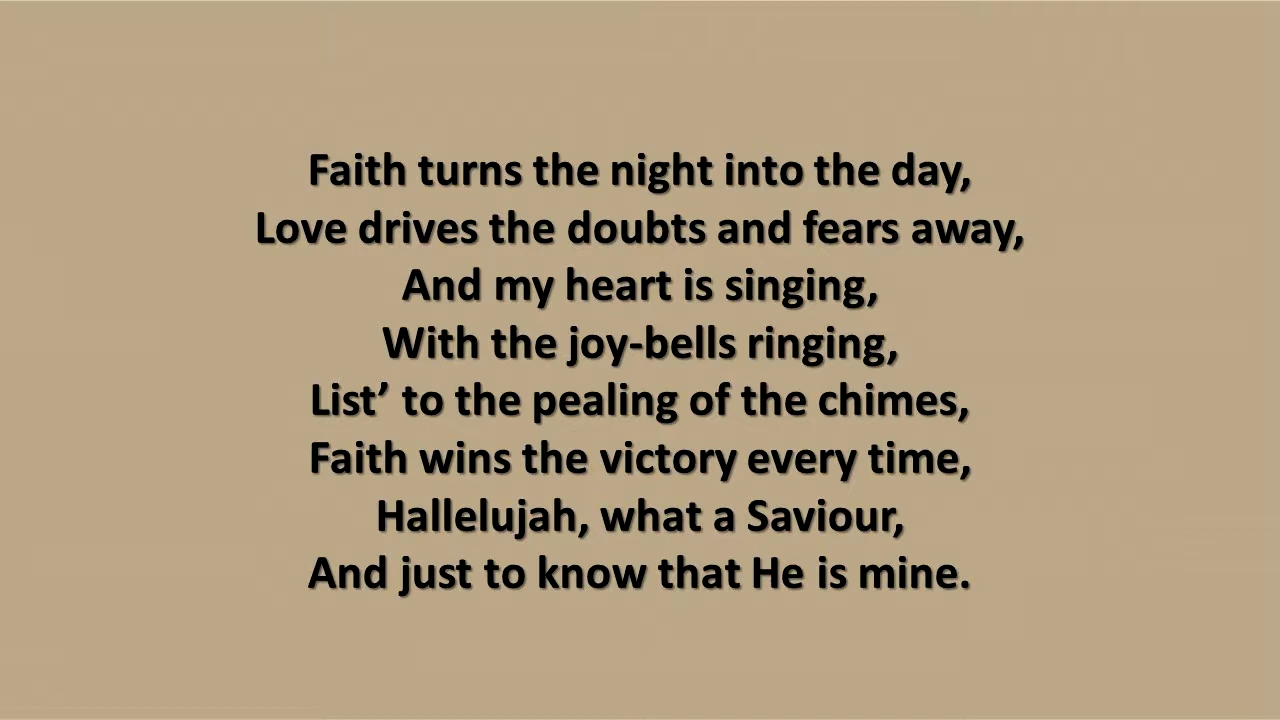 Faith turns the night into the day,
Love drives the doubts and fears away,
And my heart is singing,
With the joy-bells ringing,
List’ to the pealing of the chimes,
Faith wins the victory every time,
Hallelujah, what a Saviour,
And just to know that He is mine.